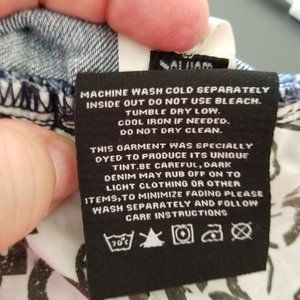 MACHINE WASH COLD SEPARATELY
INSIDE OUT DO NOT USE BLEACH.
TUMBLE DRY LOW.
COOL IRON IF NEEDED.
DO NOT DRY CLEAN.
THIS GARMENT WAS SPECIALLY
DYED TO PRODUCE ITS UNIQUE
TINT.BE CAREFUL, DARK
DENIM MAY RUB OFF ON TO
LIGHT CLOTHING OR OTHER
ITEMS,TO MINIMIZE FADING PLEASE
WASH SEPARATELY AND FOLLOW
CARE INSTRUCTIONS